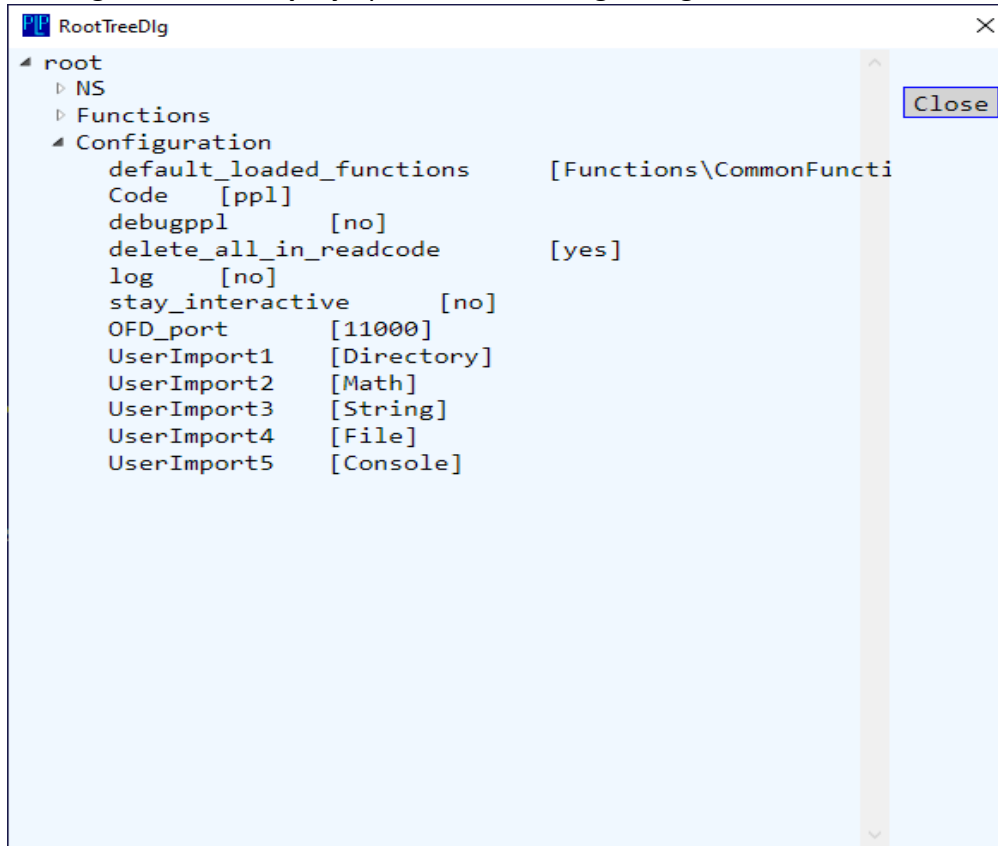 RootTreeDlg
root
NS
Functions
Close
Configuration
default_loaded_functions [Functions\CommonFuncti
Code [ppl]
debugppl [no]
delete_all_in_readcode [yes]
log [no]
stay_interactive [no]
OFD_port [11000]
UserImport1 [Directory]
UserImport2 [Math]
UserImport3 [String]
UserImport4 [File]
UserImport5 [Console]